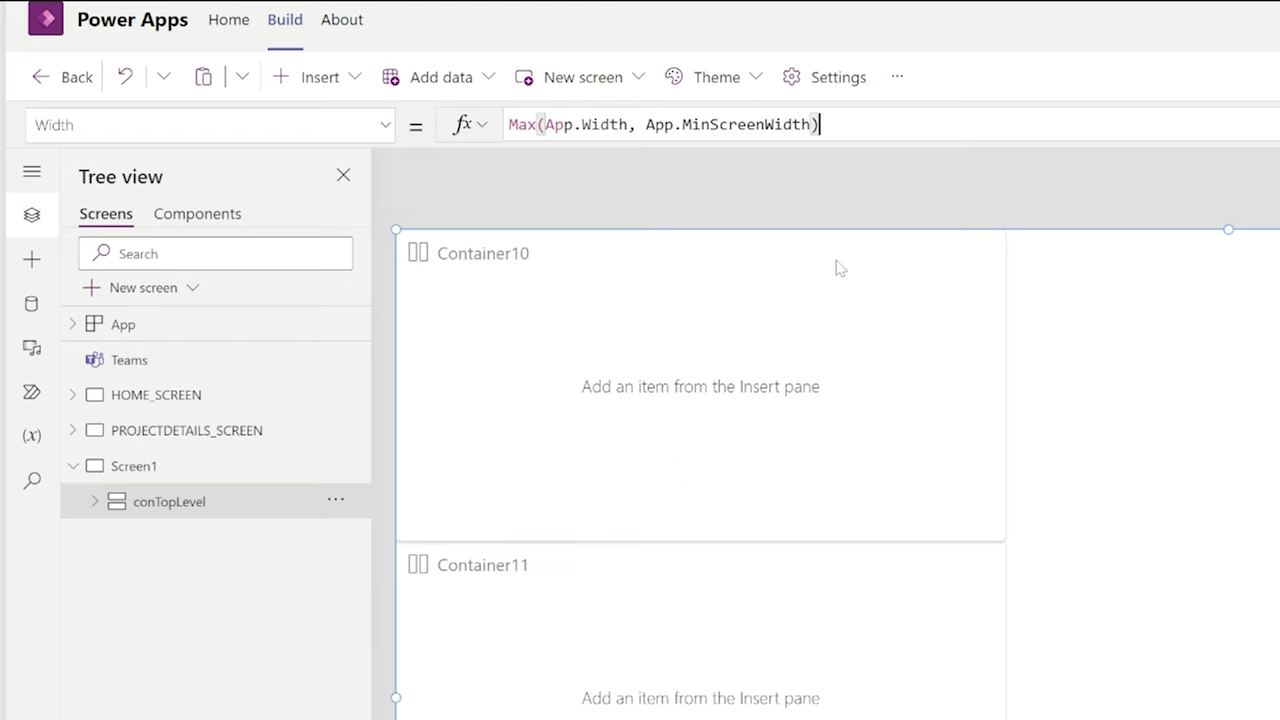 Power Apps Home Build About
Back Insert Add data New screen Theme Settings ...
Width = fx Max(App.Width, App.MinScreenWidth)
Tree view
Screens Components
Search
New screen
App
Teams
HOME_SCREEN
PROJECTDETAILS_SCREEN
(x)
Screen1
conTopLevel ...
Container10
Add an item from the Insert pane
Container11
Add an item from the Insert pane